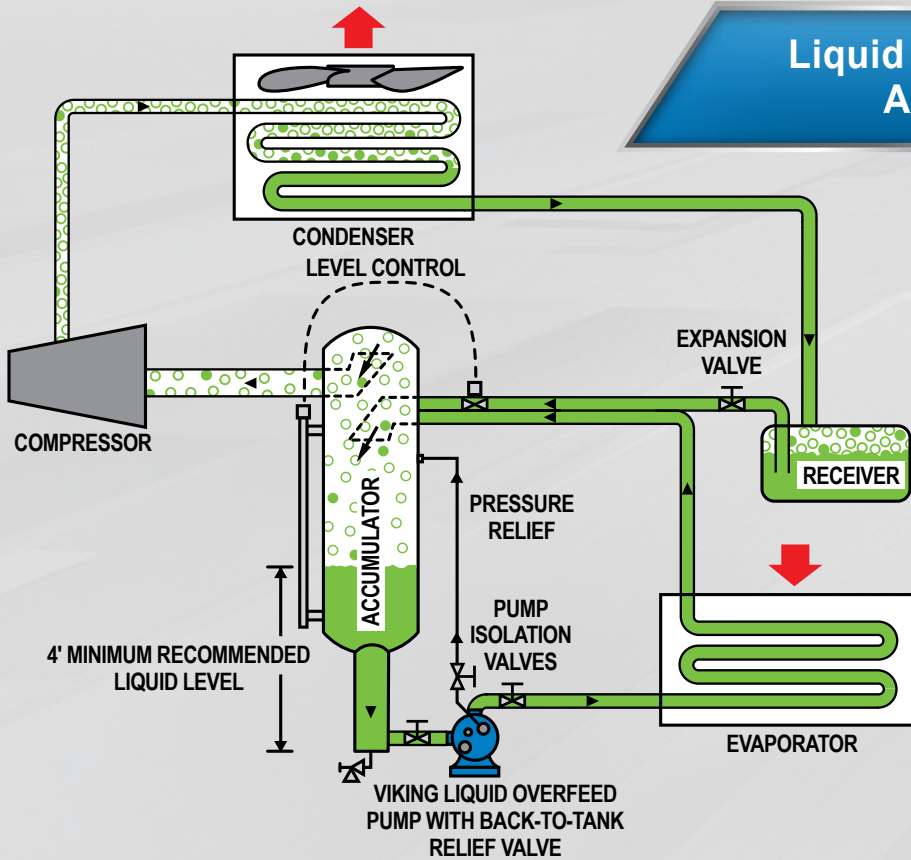 Liquid
A
CONDENSER
LEVEL CONTROL
EXPANSION
VALVE
COMPRESSOR
RECEIVER
ACCUMULATOR
PRESSURE
RELIEF
PUMP
ISOLATION
VALVES
4' MINIMUM RECOMMENDED
LIQUID LEVEL
EVAPORATOR
VIKING LIQUID OVERFEED
PUMP WITH BACK-TO-TANK
RELIEF VALVE